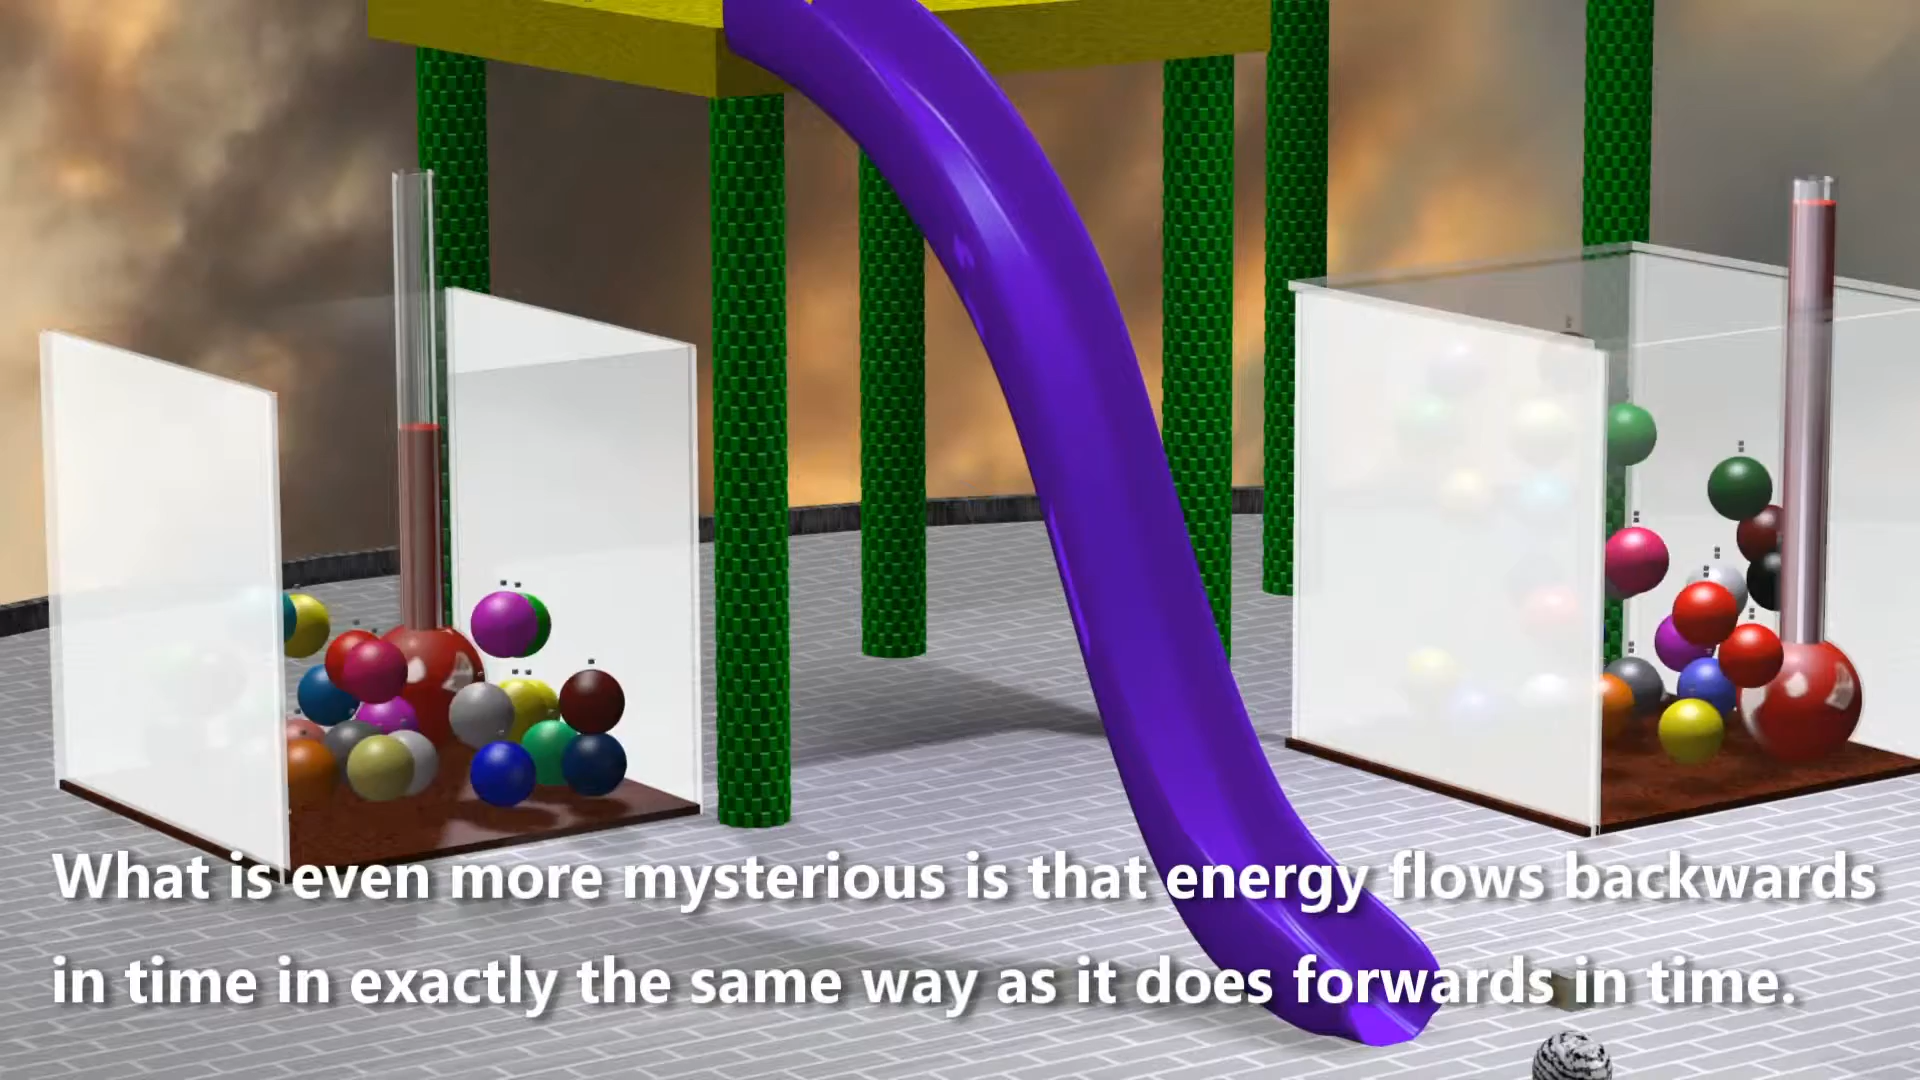 What is even more mysterious is that energy flows backwards
in time in exactly the same way as it does forwards in time.